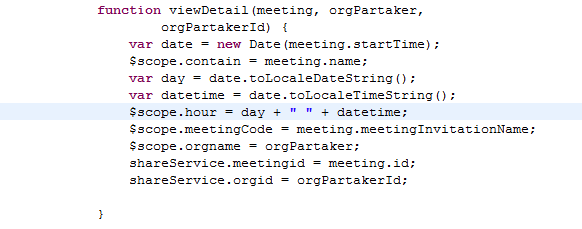 function viewDetail(meeting, orgPartaker,
orgPartakerId) {
var date = new Date(meeting.startTime);
$scope.contain = meeting.name;
var day = date.toLocaleDateString();
var datetime = date.toLocaleTimeString();
$scope.hour = day + " " + datetime;
$scope.meetingCode = meeting.meetingInvitationName;
$scope.orgname = orgPartaker;
shareService.meetingid = meeting.id;
shareService.orgid = orgPartakerId;
}